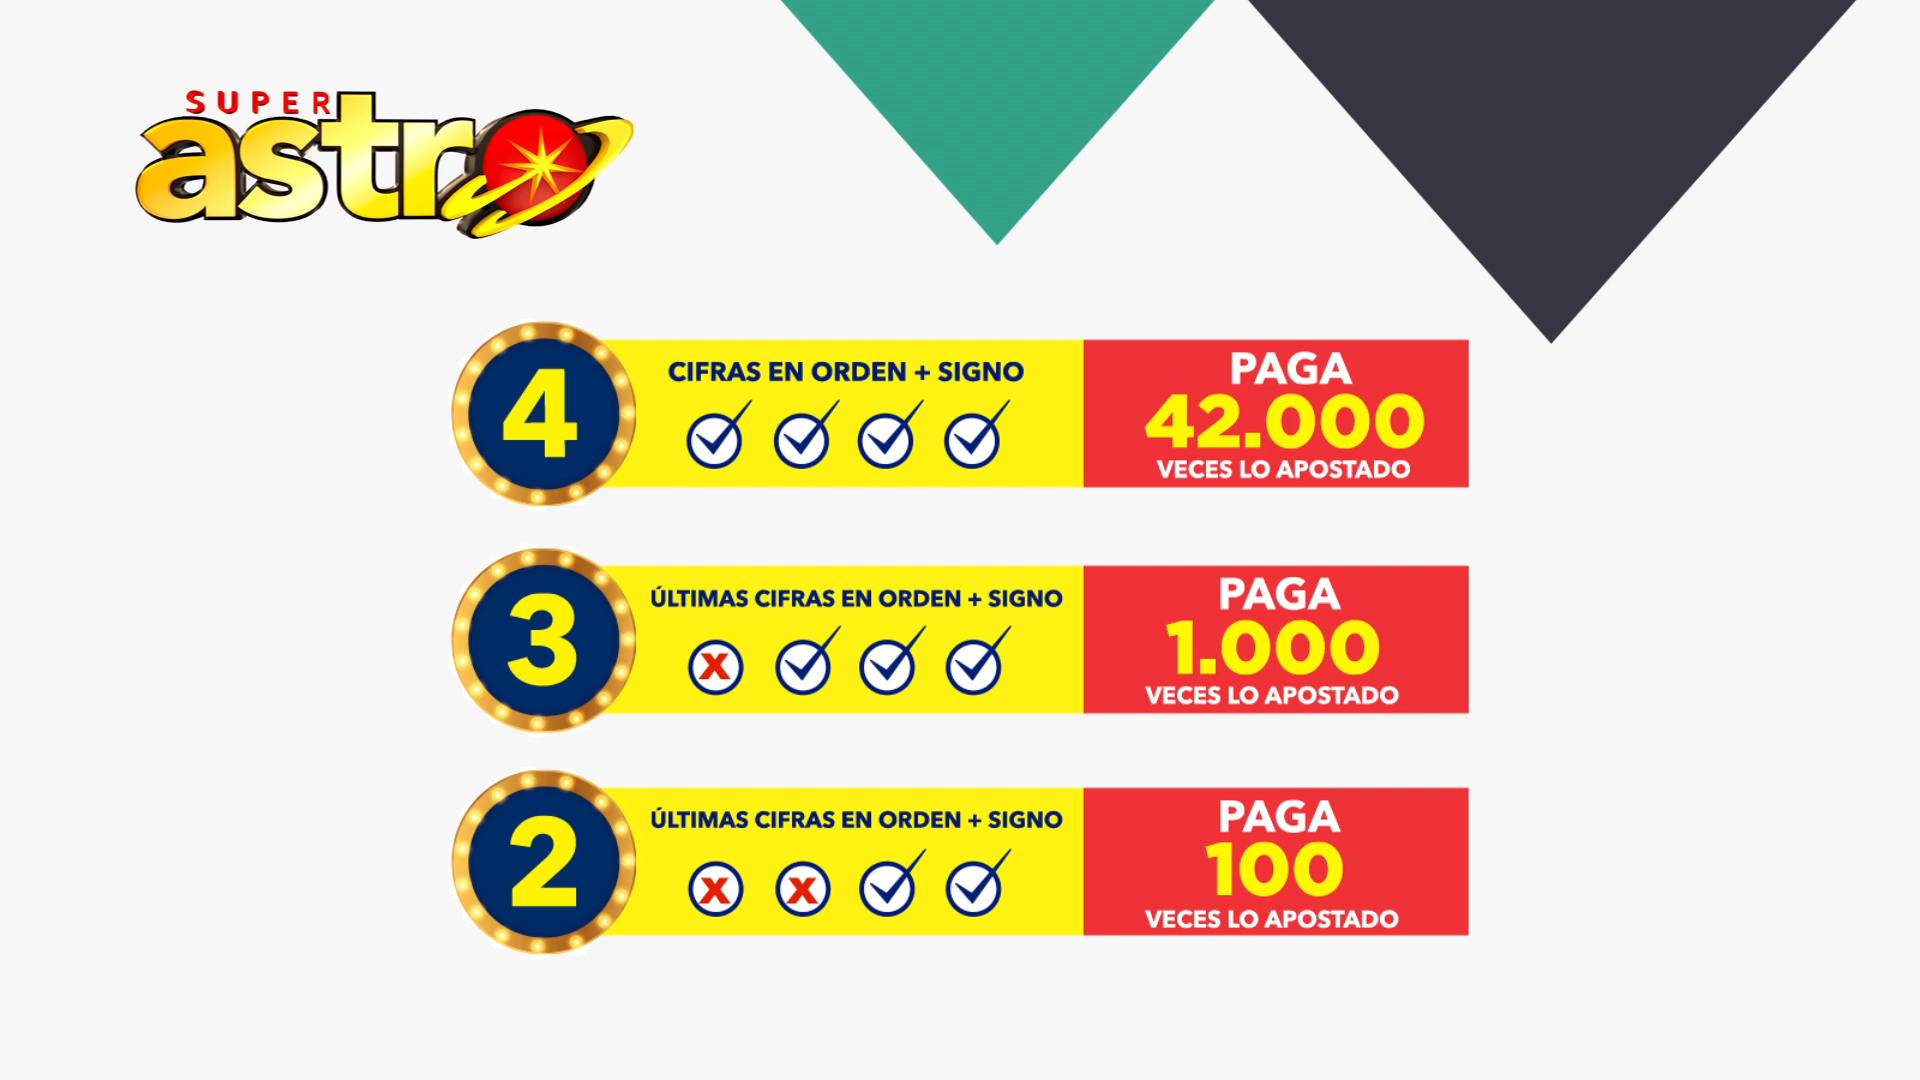 SUPER
astro
4
CIFRAS EN ORDEN + SIGNO
PAGA
42.000
VECES LO APOSTADO
3
ÚLTIMAS CIFRAS EN ORDEN + SIGNO
X
PAGA
1.000
VECES LO APOSTADO
2
ÚLTIMAS CIFRAS EN ORDEN + SIGNO
X X
PAGA
100
VECES LO APOSTADO